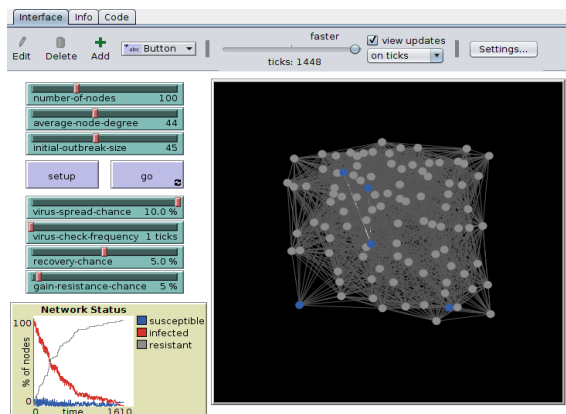 Interface Info Code
faster
view updates
Edit Delete Add abc Button on ticks Settings...
ticks: 1448
number-of-nodes 100
average-node-degree 44
initial-outbreak-size 45
setup go
virus-spread-chance 10.0 %
virus-check-frequency 1 ticks
recovery-chance 5.0 %
gain-resistance-chance 5 %
Network Status
100
% of nodes
0
0 time 1610
susceptible
infected
resistant